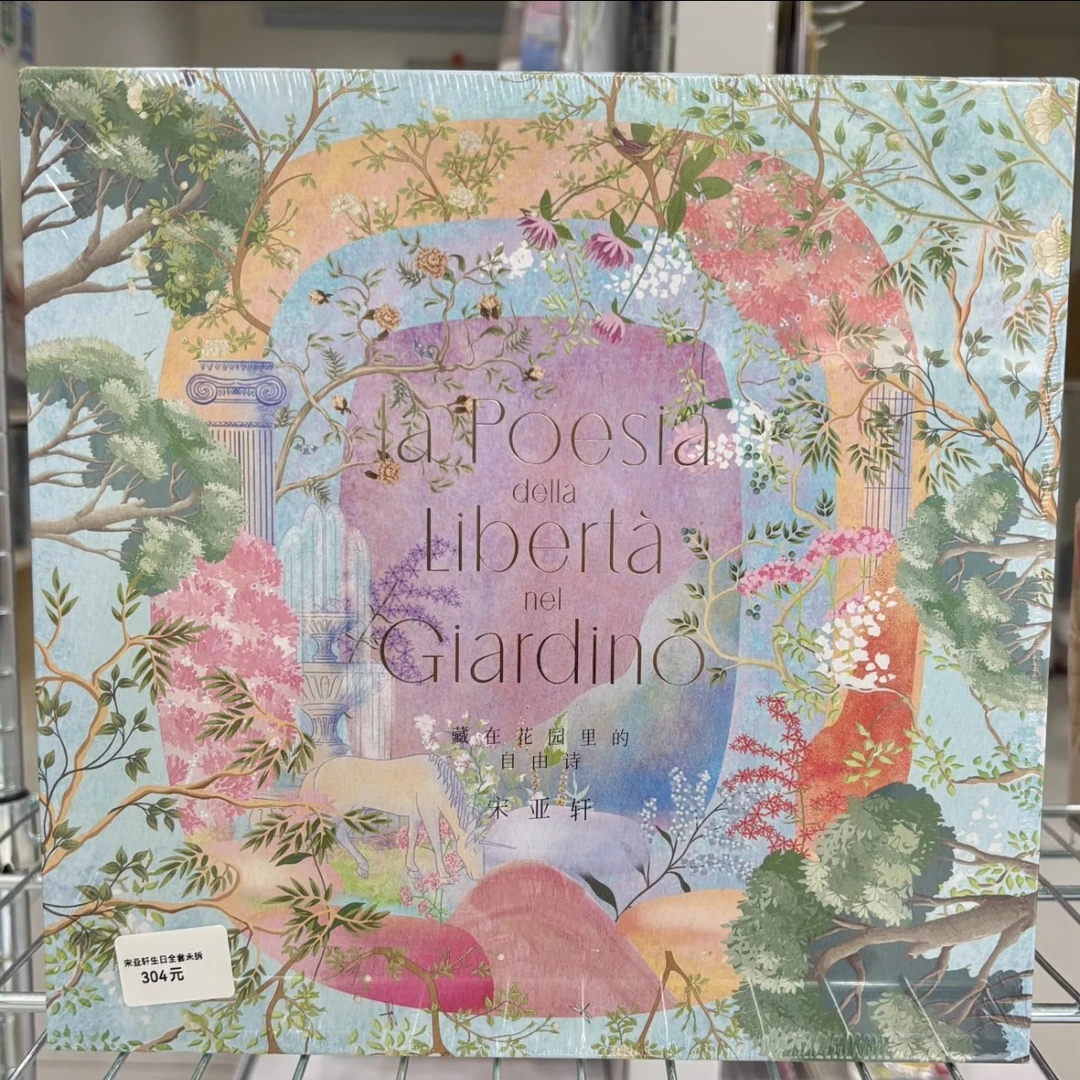 la Poesia
della
Libertà
nel
Giardino
藏在花园里的
自由诗
宋亚轩
宋亚轩生日全套未拆
304元